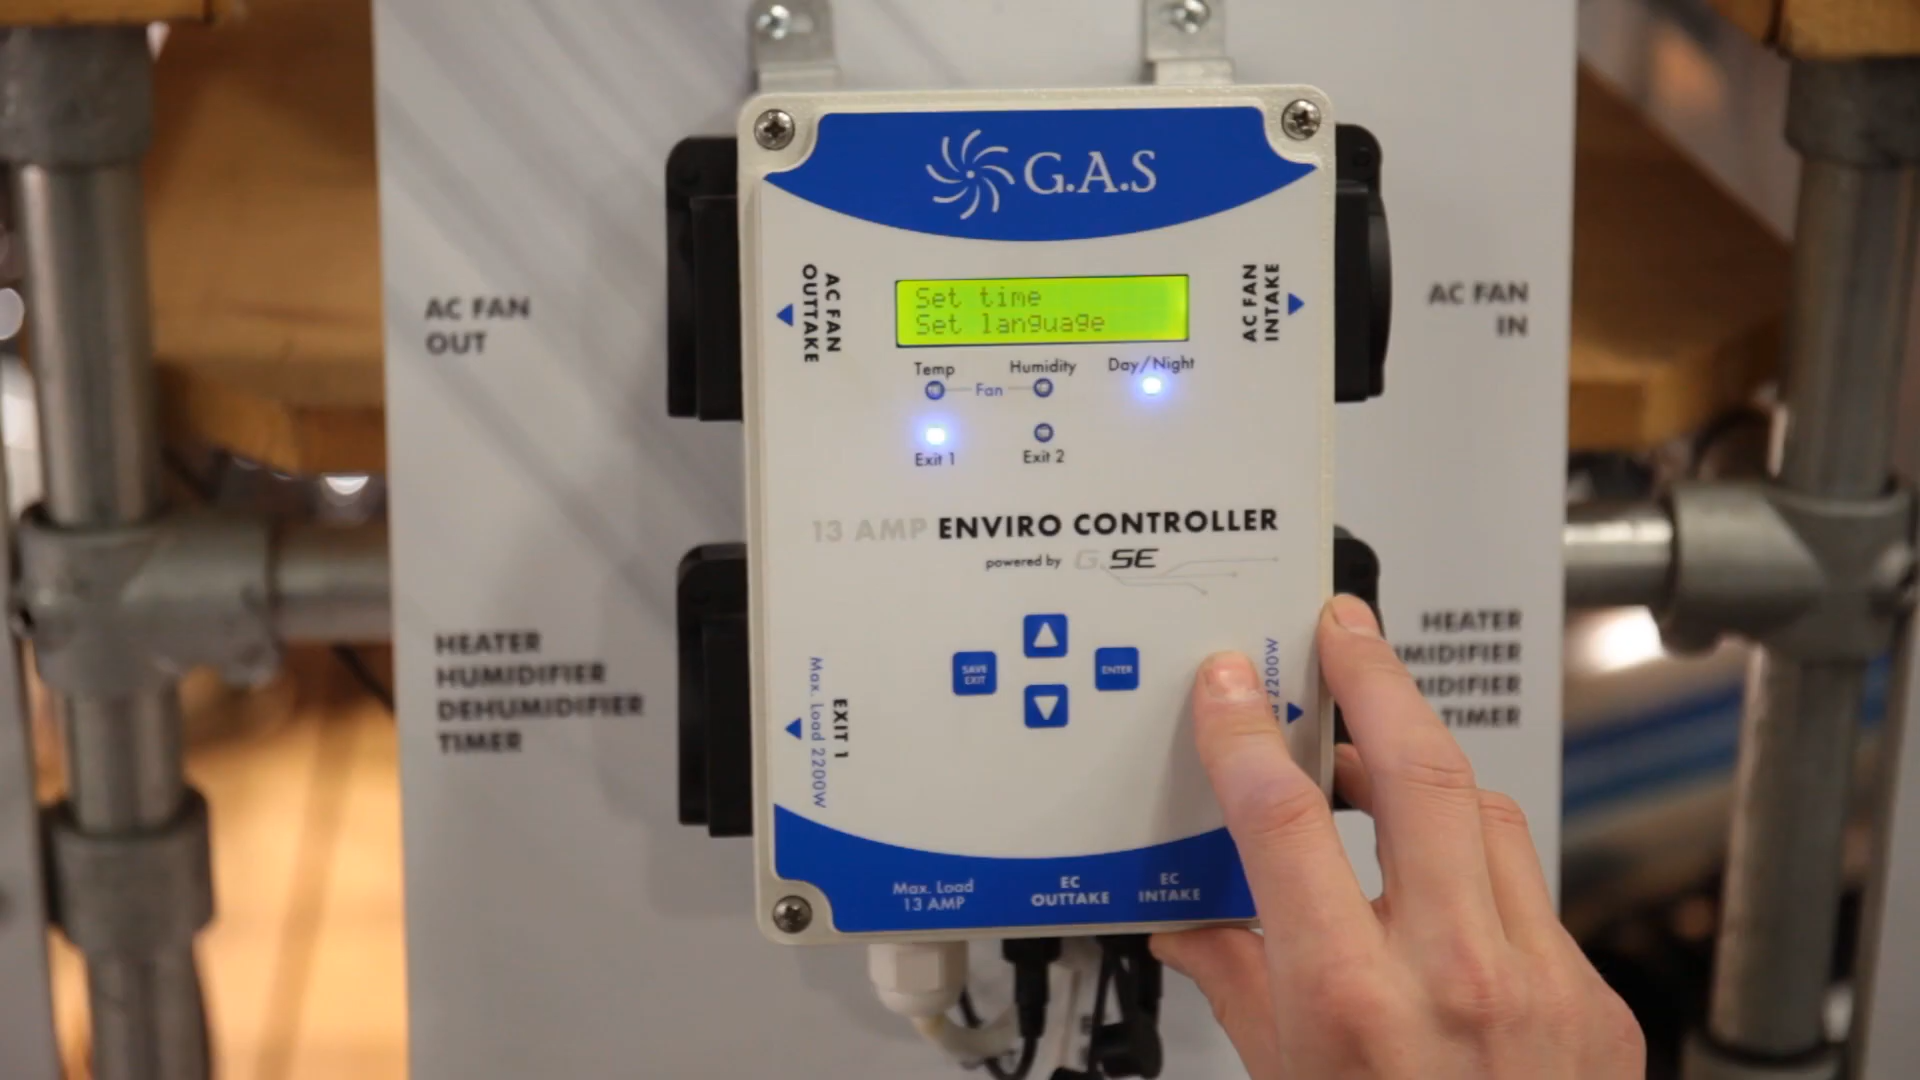 G.A.S
AC FAN
OUTTAKE
AC FAN
INTAKE
Set time
Set language
Temp
Humidity
Day/Night
Fan
Exit 1
Exit 2
13 AMP ENVIRO CONTROLLER
powered by G.SE
SAVE
EXIT
ENTER
EXIT 1
Max. Load 2200W
2200W
Max. Load
13 AMP
EC
OUTTAKE
EC
INTAKE
AC FAN
OUT
HEATER
HUMIDIFIER
DEHUMIDIFIER
TIMER
AC FAN
IN
HEATER
TIMER